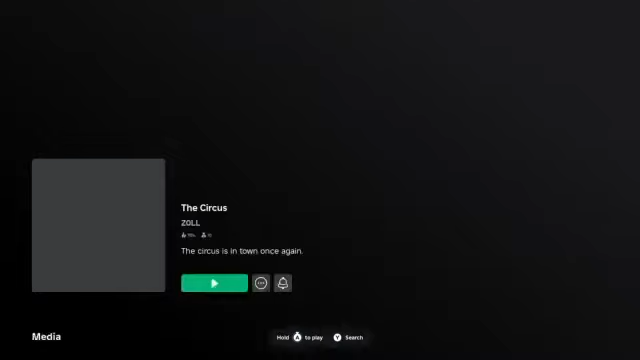 The Circus
ZOLL
The circus is in town once again.
Media
Hold A to play Y Search